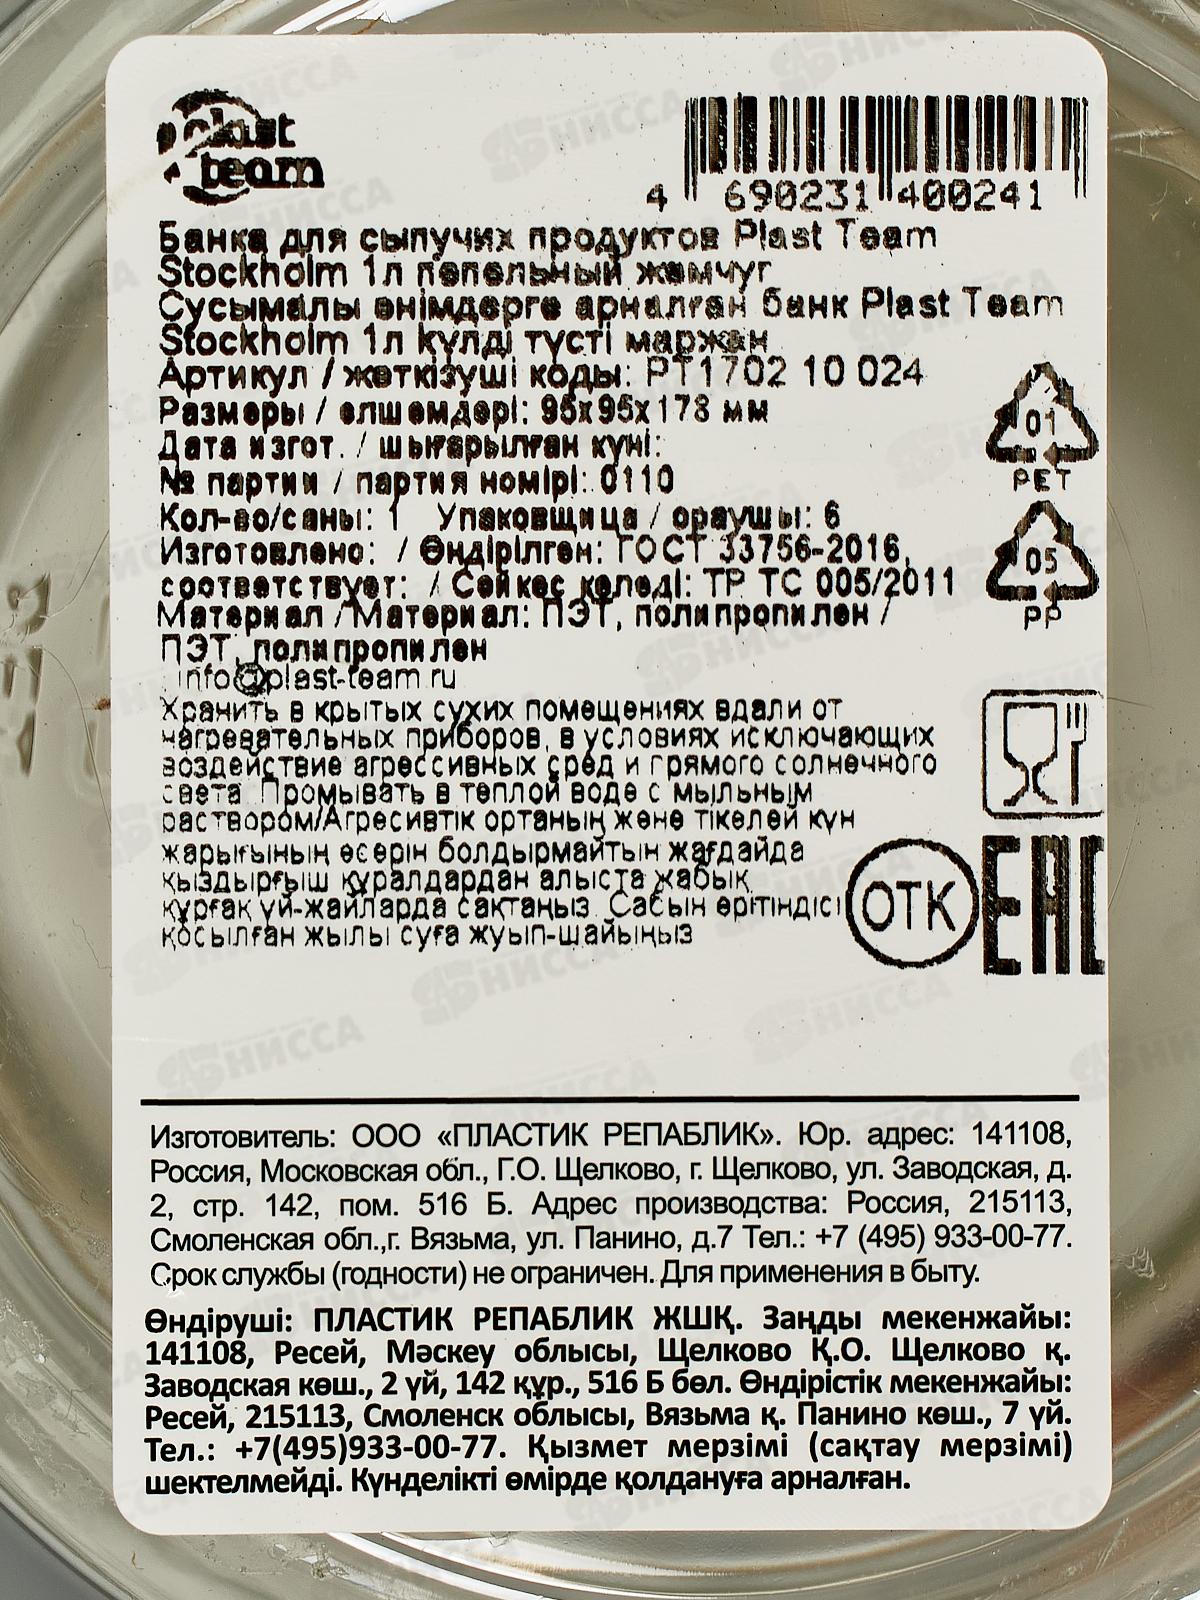 plast
team
4 690231 400241
Банка для сыпучих продуктов Plast Team
Stockholm 1л пепельный жемчуг
Сусымалы өнімдерге арналған банк Plast Team
Stockholm 1л күлді түсті маржан
Артикул / жеткізуші коды: РТ1702 10 024
Размеры / өлшемдері: 95х95х178 мм
Дата изгот. / шығарылған күні:
№ партии / партия номірі: 0110
Кол-во/саны: 1 Упаковщица / ораушы: 6
Изготовлено: / Өндірілген: ГОСТ 33756-2016,
соответствует: / Сәйкес келеді: ТР ТС 005/2011
Материал /Материал: ПЭТ, полипропилен /
ПЭТ, полипропилен
info@plast-team.ru
01
PET
05
PP
Хранить в крытых сухих помещениях вдали от
нагревательных приборов, в условиях исключающих
воздействие агрессивных сред и прямого солнечного
света. Промывать в теплой воде с мыльным
раствором/Агресивтік ортаның және тікелей күн
жарығының әсерін болдырмайтын жағдайда
қыздырғыш құралдардан алыста жабық
құрғақ үй-жайларда сақтаңыз. Сабын ерітіндісі
қосылған жылы суға жуып-шайыңыз
ОТК
EAC
Изготовитель: ООО «ПЛАСТИК РЕПАБЛИК». Юр. адрес: 141108,
Россия, Московская обл., Г.О. Щелково, г. Щелково, ул. Заводская, д.
2, стр. 142, пом. 516 Б. Адрес производства: Россия, 215113,
Смоленская обл.,г. Вязьма, ул. Панино, д.7 Тел.: +7 (495) 933-00-77.
Срок службы (годности) не ограничен. Для применения в быту.
Өндіруші: ПЛАСТИК РЕПАБЛИК ЖШҚ. Заңды мекенжайы:
141108, Ресей, Мәскеу облысы, Щелково Қ.О. Щелково қ.
Заводская көш., 2 үй, 142 құр., 516 Б бөл. Өндірістік мекенжайы:
Ресей, 215113, Смоленск облысы, Вязьма қ. Панино көш., 7 үй.
Тел.: +7(495)933-00-77. Қызмет мерзімі (сақтау мерзімі)
шектелмейді. Күнделікті өмірде қолдануға арналған.